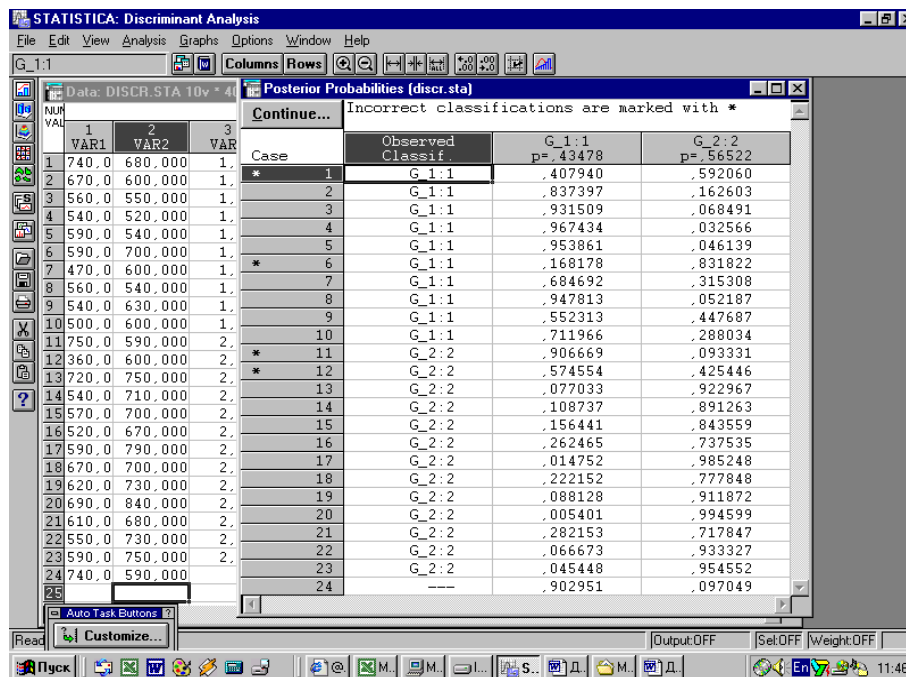 STATISTICA: Discriminant Analysis
File Edit View Analysis Graphs Options Window Help
G_1:1 Columns Rows
Data: DISCR.STA 10v * 40
NUM
VAL
1 2 3
VAR1 VAR2 VAR
1 740,0 680,000 1,
2 670,0 600,000 1,
3 560,0 550,000 1,
4 540,0 520,000 1,
5 590,0 540,000 1,
6 590,0 700,000 1,
7 470,0 600,000 1,
8 560,0 540,000 1,
9 540,0 630,000 1,
10 500,0 600,000 1,
11 750,0 590,000 2,
12 360,0 600,000 2,
13 720,0 750,000 2,
14 540,0 710,000 2,
15 570,0 700,000 2,
16 520,0 670,000 2,
17 590,0 790,000 2,
18 670,0 700,000 2,
19 620,0 730,000 2,
20 690,0 840,000 2,
21 610,0 680,000 2,
22 550,0 730,000 2,
23 590,0 750,000 2,
24 740,0 590,000
25
Posterior Probabilities (discr.sta)
Continue... Incorrect classifications are marked with *
Observed G_1:1 G_2:2
Case Classif. p=,43478 p=,56522
* 1 G_1:1 ,407940 ,592060
2 G_1:1 ,837397 ,162603
3 G_1:1 ,931509 ,068491
4 G_1:1 ,967434 ,032566
5 G_1:1 ,953861 ,046139
* 6 G_1:1 ,168178 ,831822
7 G_1:1 ,684692 ,315308
8 G_1:1 ,947813 ,052187
9 G_1:1 ,552313 ,447687
10 G_1:1 ,711966 ,288034
* 11 G_2:2 ,906669 ,093331
* 12 G_2:2 ,574554 ,425446
13 G_2:2 ,077033 ,922967
14 G_2:2 ,108737 ,891263
15 G_2:2 ,156441 ,843559
16 G_2:2 ,262465 ,737535
17 G_2:2 ,014752 ,985248
18 G_2:2 ,222152 ,777848
19 G_2:2 ,088128 ,911872
20 G_2:2 ,005401 ,994599
21 G_2:2 ,282153 ,717847
22 G_2:2 ,066673 ,933327
23 G_2:2 ,045448 ,954552
24 --- ,902951 ,097049
Auto Task Buttons ?
Customize...
Read Output:OFF Sel:OFF Weight:OFF
Пуск @. M.. M.. I... S.. Д.. M.. Д.. En 11:46